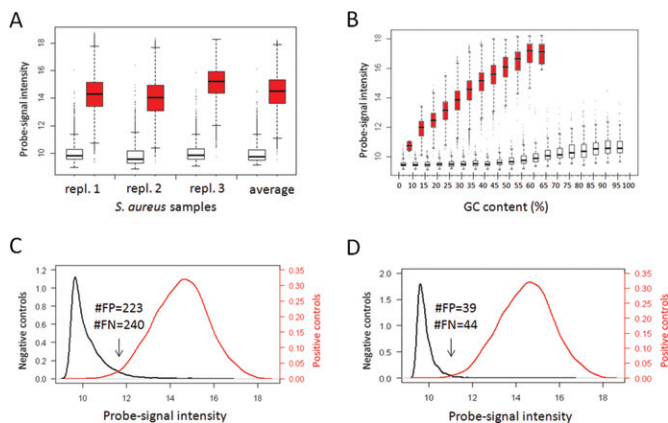 A
Probe-signal intensity
18
16
14
12
10
repl. 1 repl. 2 repl. 3 average
S. aureus samples
B
Probe-signal intensity
18
16
14
12
10
0 10 15 20 25 30 35 40 45 50 55 60 65 70 75 80 85 90 95 100
GC content (%)
C
Negative controls
1.2
1.0
0.8
0.6
0.4
0.2
0.0
#FP=223
#FN=240
0.35
0.30
0.25
0.20
0.15
0.10
0.05
0.00
Positive controls
10 12 14 16 18
Probe-signal intensity
D
Negative controls
2.0
1.5
1.0
0.5
0.0
#FP=39
#FN=44
0.35
0.30
0.25
0.20
0.15
0.10
0.05
0.00
Positive controls
10 12 14 16 18
Probe-signal intensity